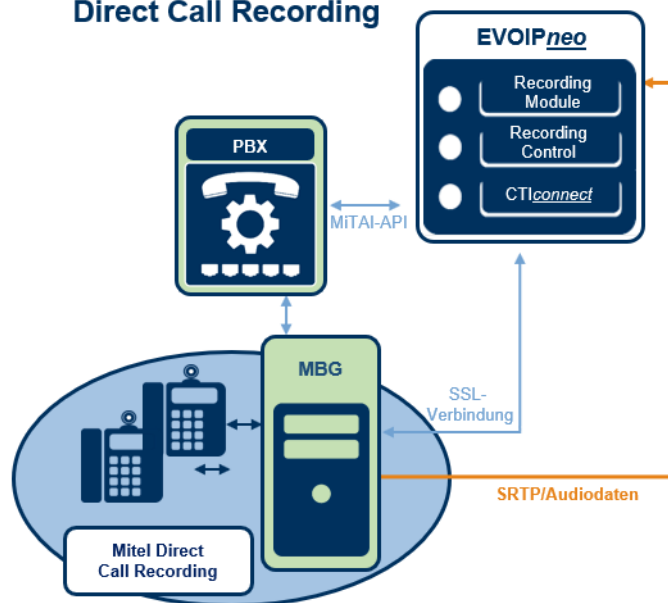 Direct Call Recording
EVOIPneo
Recording
Module
Recording
Control
CTIconnect
PBX
MiTAI-API
MBG
SSL-
Verbindung
SRTP/Audiodaten
Mitel Direct
Call Recording